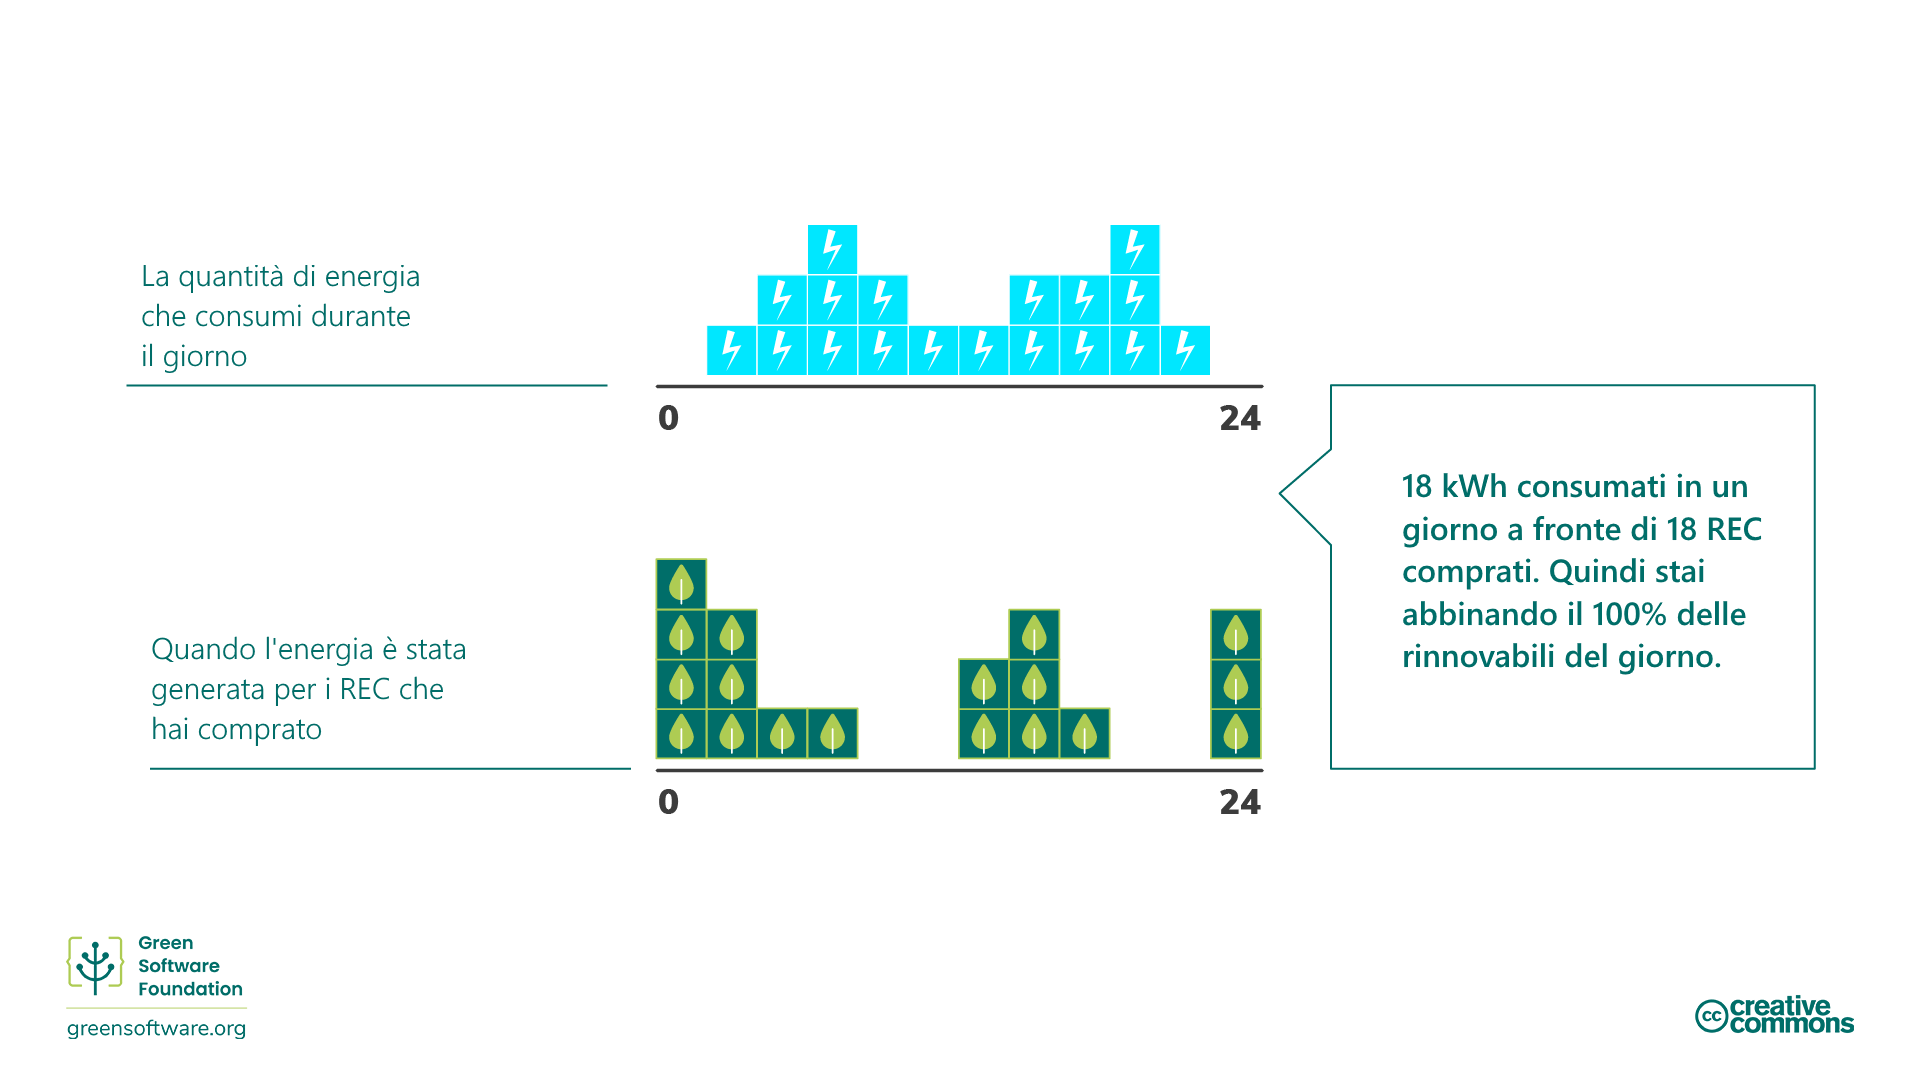 La quantità di energia
che consumi durante
il giorno
0
24
18 kWh consumati in un
giorno a fronte di 18 REC
comprati. Quindi stai
abbinando il 100% delle
rinnovabili del giorno.
Quando l'energia è stata
generata per i REC che
hai comprato
0
24
Green
Software
Foundation
greensoftware.org
cc
creative
commons